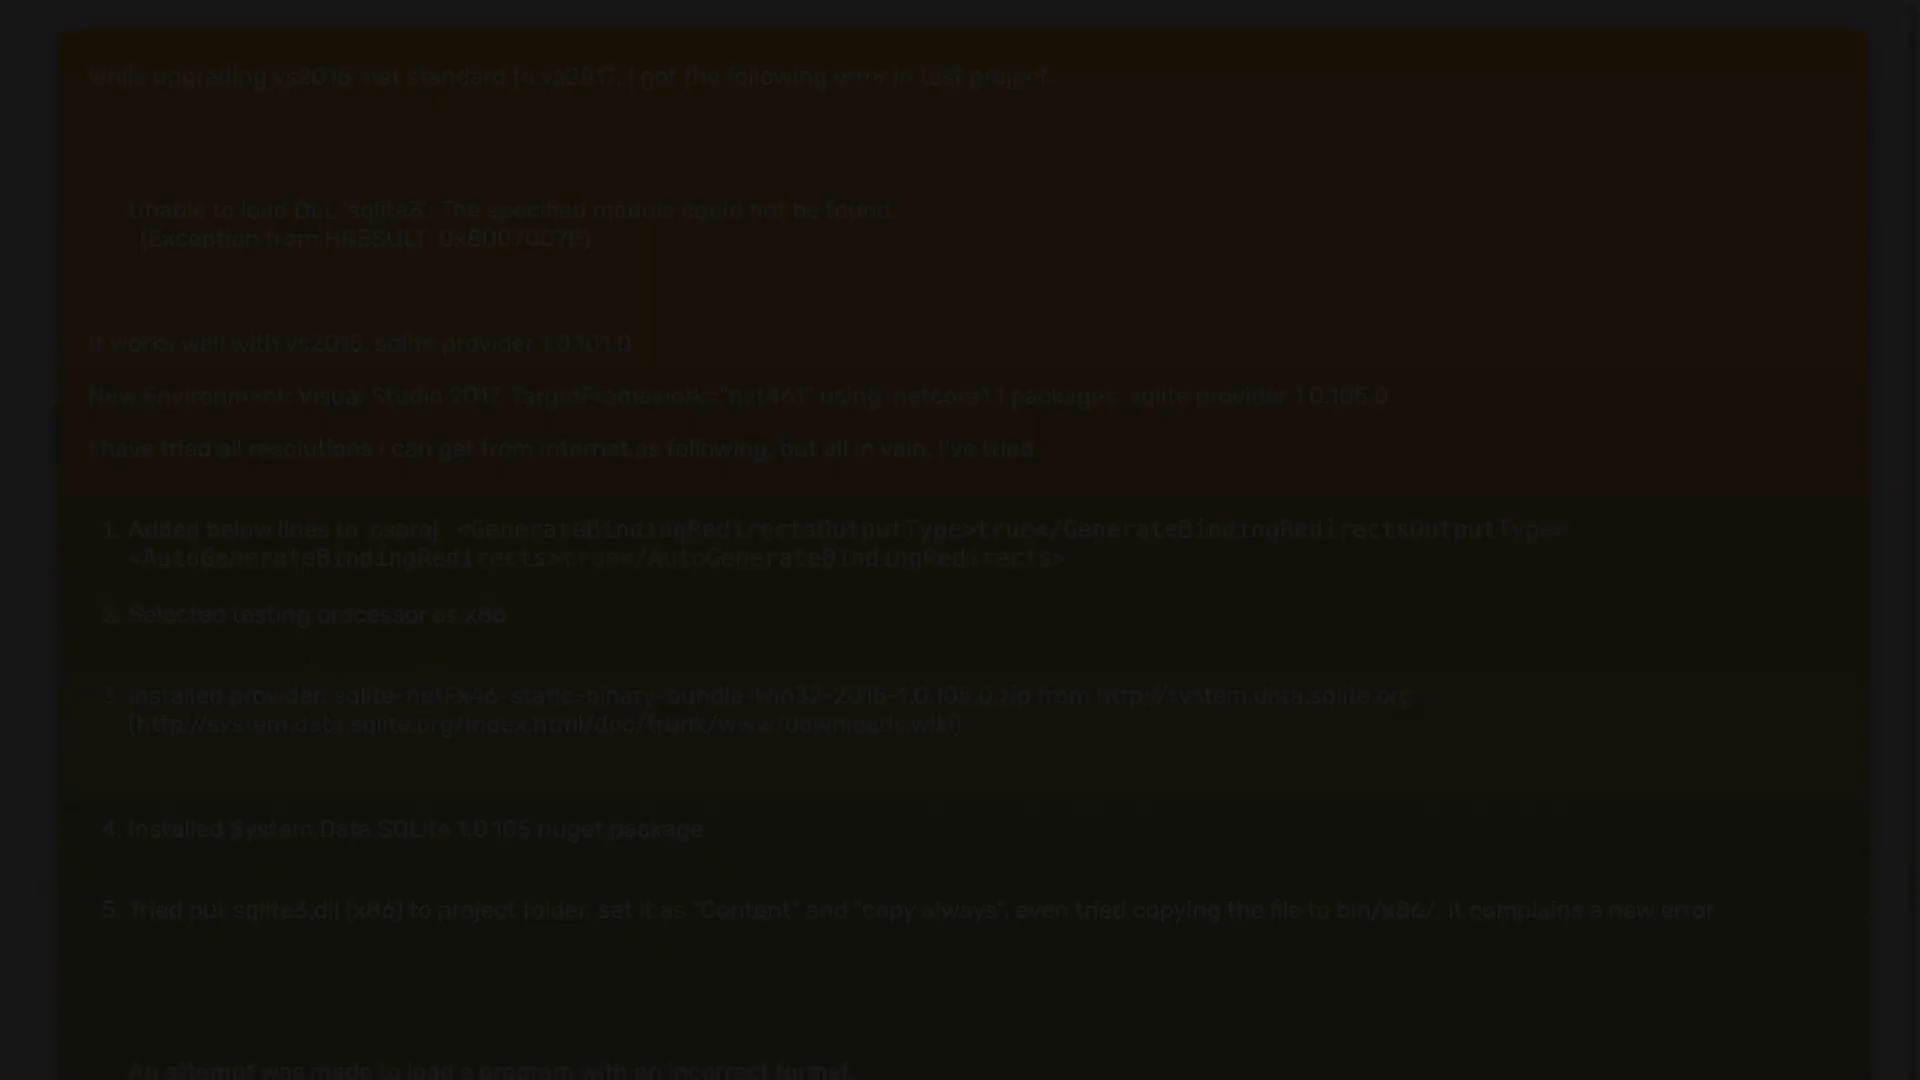 While upgrading vs2015 .net standard to vs2017, I got the following error in test project.
Unable to load DLL 'sqlite3': The specified module could not be found.
(Exception from HRESULT: 0x8007007E)
It works well with vs2015, sqlite provider 1.0.101.0
New Environment: Visual Studio 2017, TargetFramework="net461" using .netcore1.1 packages, sqlite provider 1.0.105.0
I have tried all resolutions I can get from internet as following, but all in vain. I've tried
1. Added below lines to .csproj, <GenerateBindingRedirectsOutputType>true</GenerateBindingRedirectsOutputType>
<AutoGenerateBindingRedirects>true</AutoGenerateBindingRedirects>
2. Selected testing processor as x86
3. Installed provider: sqlite-netFx46-static-binary-bundle-Win32-2015-1.0.105.0.zip from http://system.data.sqlite.org
(http://system.data.sqlite.org/index.html/doc/trunk/www/downloads.wiki)
4. Installed System.Data.SQLite 1.0.105 nuget package
5. Tried put sqlite3.dll (x86) to project folder, set it as "Content" and "copy always", even tried copying the file to bin/x86/, it complains a new error
An attempt was made to load a program with an incorrect format.